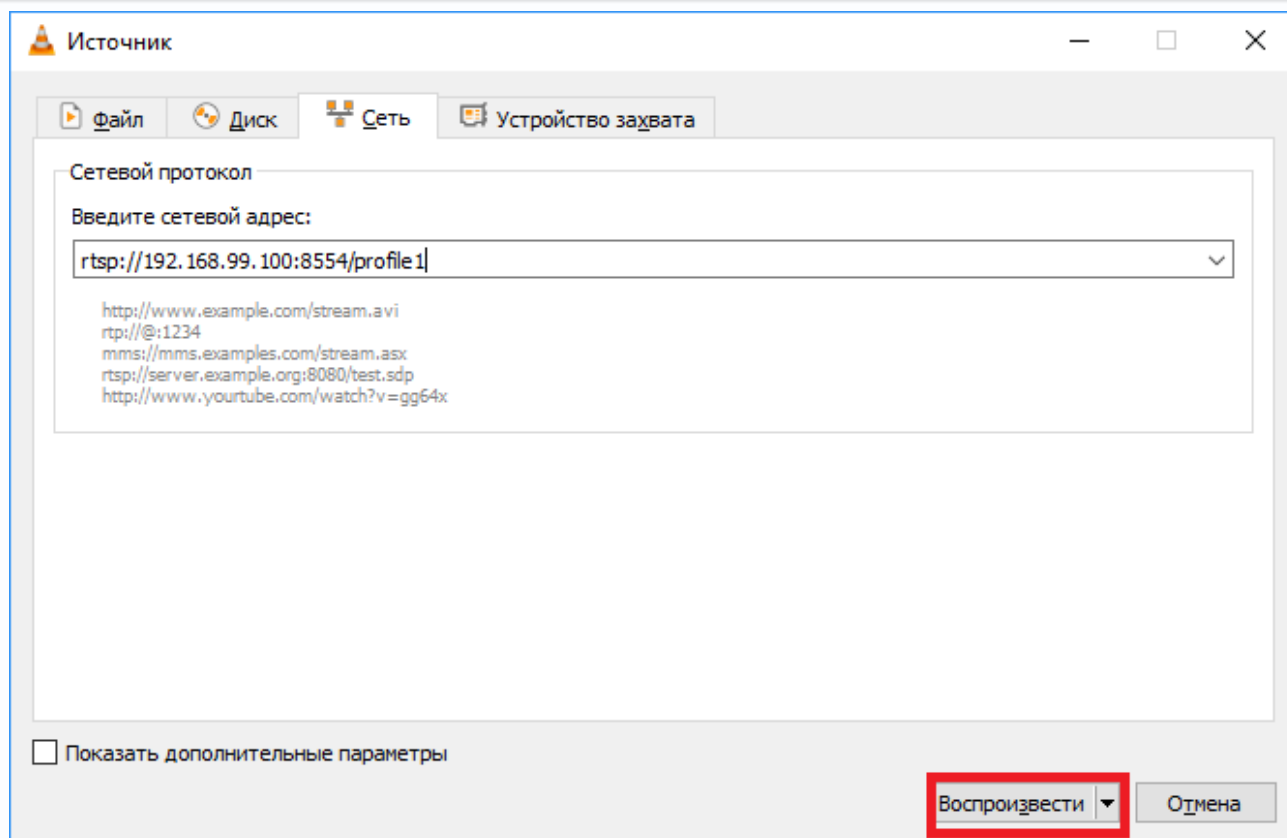 Источник
Файл
Диск
Сеть
Устройство захвата
Сетевой протокол
Введите сетевой адрес:
rtsp://192.168.99.100:8554/profile1
http://www.example.com/stream.avi
rtp://@:1234
mms://mms.examples.com/stream.asx
rtsp://server.example.org:8080/test.sdp
http://www.yourtube.com/watch?v=gg64x
Показать дополнительные параметры
Воспроизвести
Отмена